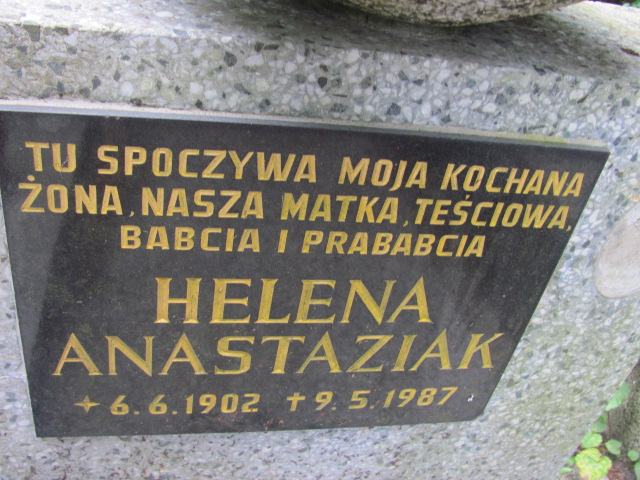 TU SPOCZYWA MOJA KOCHANA
ŻONA, NASZA MATKA, TEŚCIOWA,
BABCIA I PRABABCIA
HELENA
ANASTAZIAK
✦6.6.1902 ✝9.5.1987